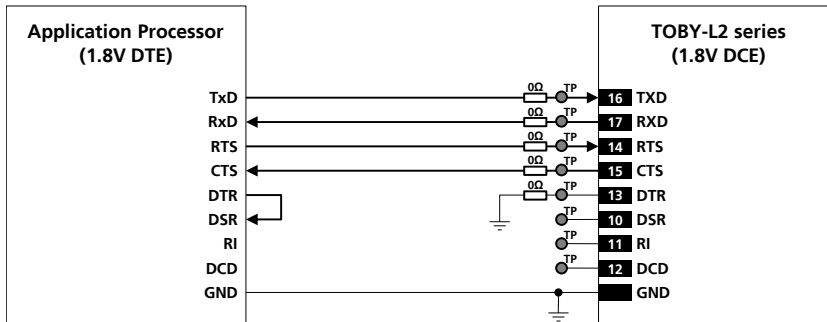 Application Processor
(1.8V DTE)
TOBY-L2 series
(1.8V DCE)
TxD 0Ω TP 16 TXD
RxD 0Ω TP 17 RXD
RTS 0Ω TP 14 RTS
CTS 0Ω TP 15 CTS
DTR 0Ω TP 13 DTR
DSR TP 10 DSR
RI TP 11 RI
DCD TP 12 DCD
GND GND